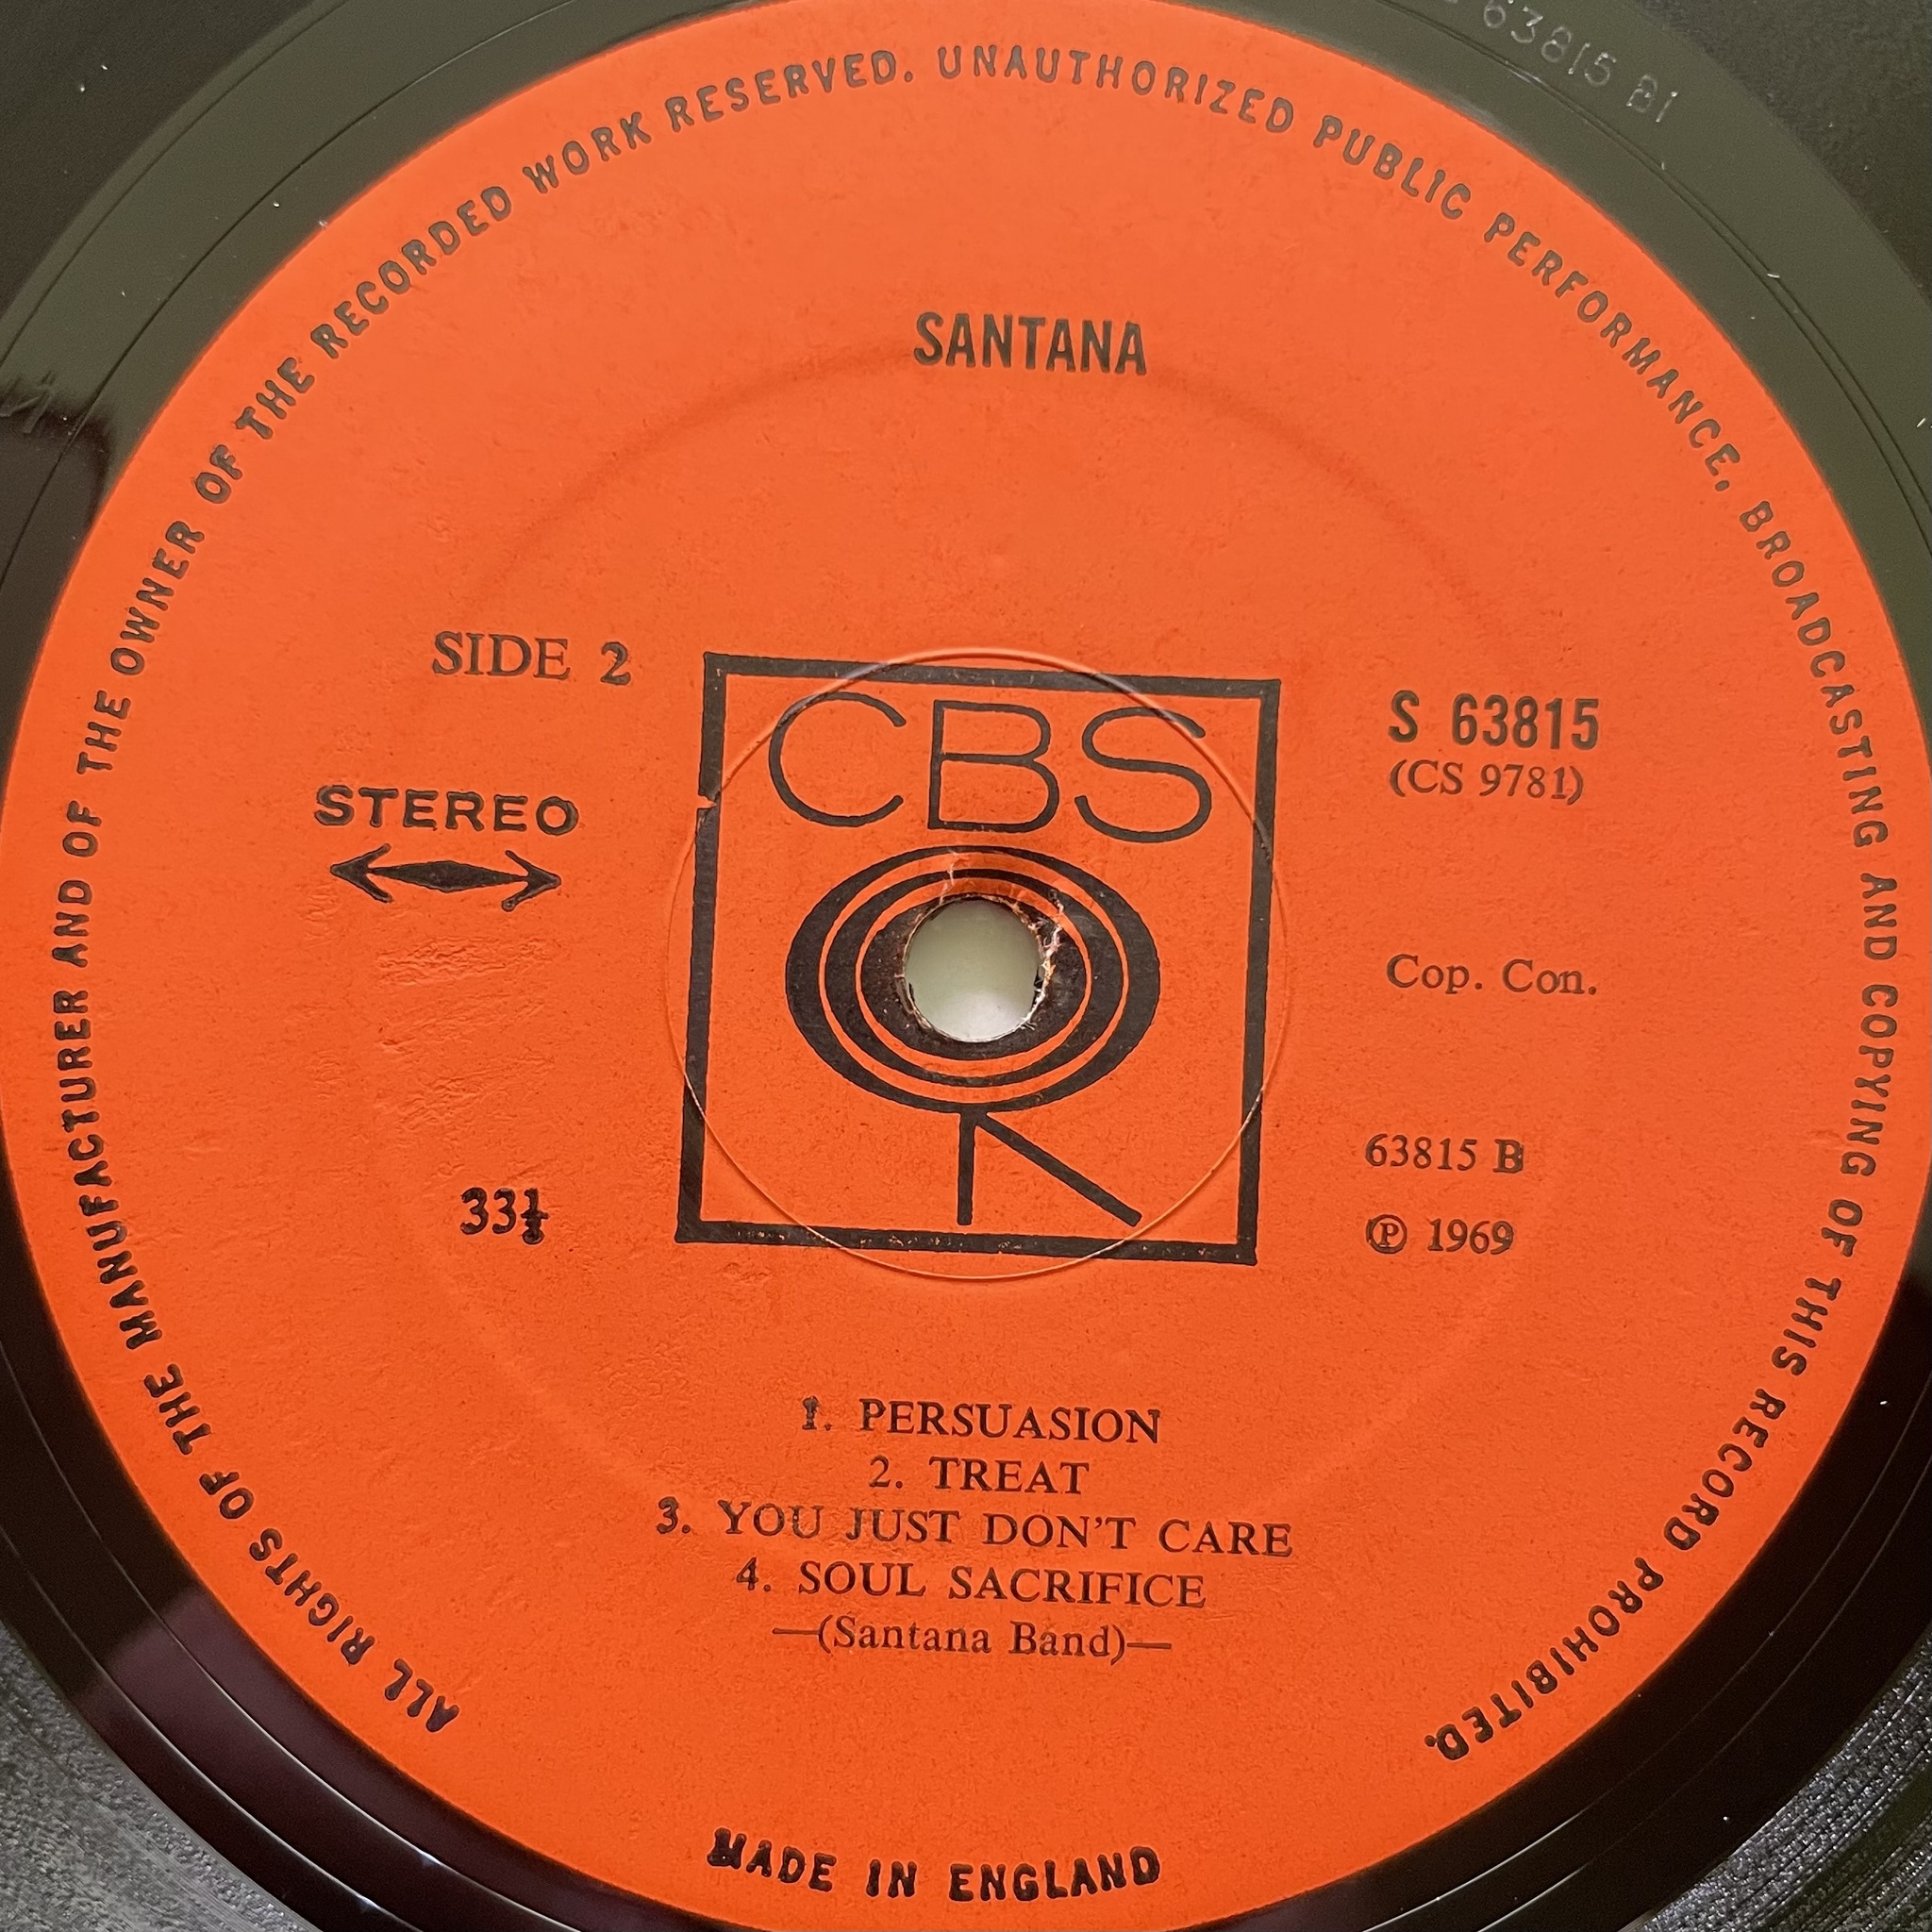 63815 B1
ALL RIGHTS OF THE MANUFACTURER AND OF THE OWNER OF THE RECORDED WORK RESERVED. UNAUTHORIZED PUBLIC PERFORMANCE, BROADCASTING AND COPYING OF THIS RECORD PROHIBITED.
SANTANA
SIDE 2
STEREO
33⅓
CBS
S 63815
(CS 9781)
Cop. Con.
63815 B
℗ 1969
1. PERSUASION
2. TREAT
3. YOU JUST DON'T CARE
4. SOUL SACRIFICE
—(Santana Band)—
MADE IN ENGLAND